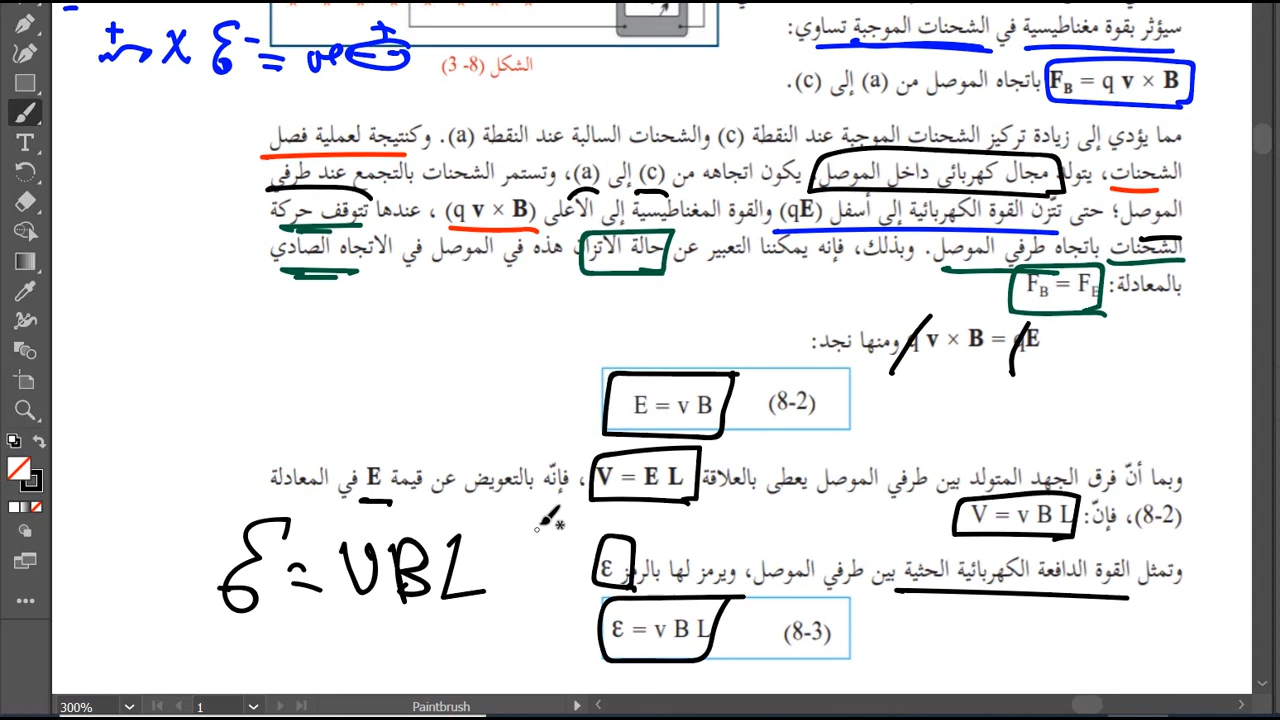 سيؤثر بقوة مغناطيسية في الشحنات الموجبة تساوي:
الشكل (8- 3)
F_B = q v × B باتجاه الموصل من (a) إلى (c).
مما يؤدي إلى زيادة تركيز الشحنات الموجبة عند النقطة (c) والشحنات السالبة عند النقطة (a). وكنتيجة لعملية فصل
الشحنات، يتولد مجال كهربائي داخل الموصل يكون اتجاهه من (c) إلى (a)، وتستمر الشحنات بالتجمع عند طرفي
الموصل؛ حتى تتّزن القوة الكهربائية إلى أسفل (qE) والقوة المغناطيسية إلى الأعلى (q v × B) ، عندها تتوقف حركة
الشحنات باتجاه طرفي الموصل. وبذلك، فإنه يمكننا التعبير عن حالة الاتزان هذه في الموصل في الاتجاه الصادي
بالمعادلة: F_B = F_E
q v × B = qE ومنها نجد:
E = v B (8-2)
وبما أنّ فرق الجهد المتولد بين طرفي الموصل يعطى بالعلاقة V = E L ، فإنّه بالتعويض عن قيمة E في المعادلة
(8-2)، فإنّ: V = v B L
وتمثل القوة الدافعة الكهربائية الحثية بين طرفي الموصل، ويرمز لها بالرمز ε
ε = VBL
ε = v B L (8-3)
300%
1
Paintbrush